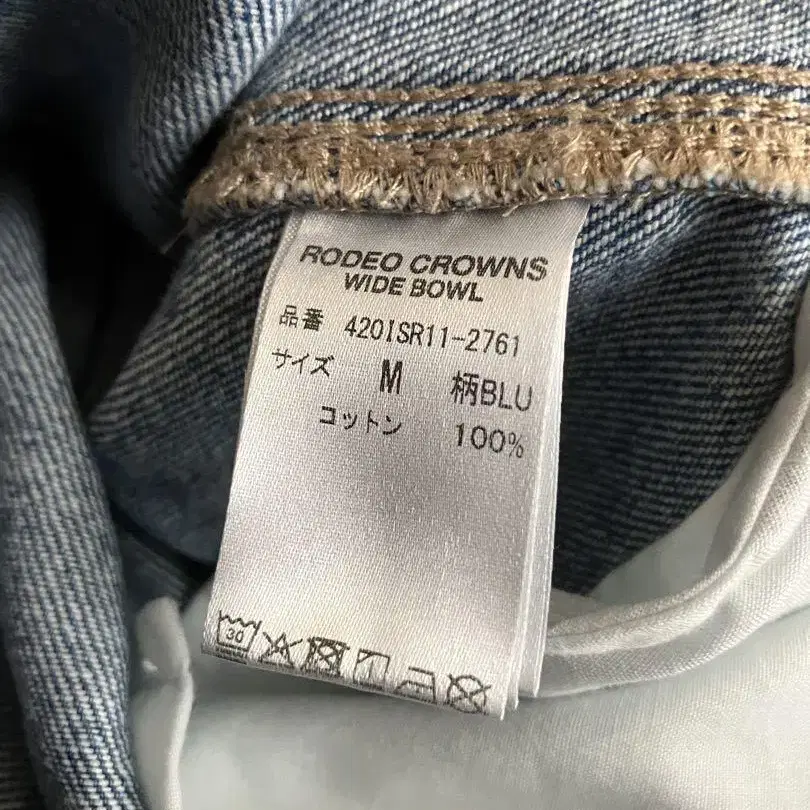 RODEO CROWNS
WIDE BOWL
品番 420ISR11-2761
サイズ M 柄BLU
コットン 100%
30